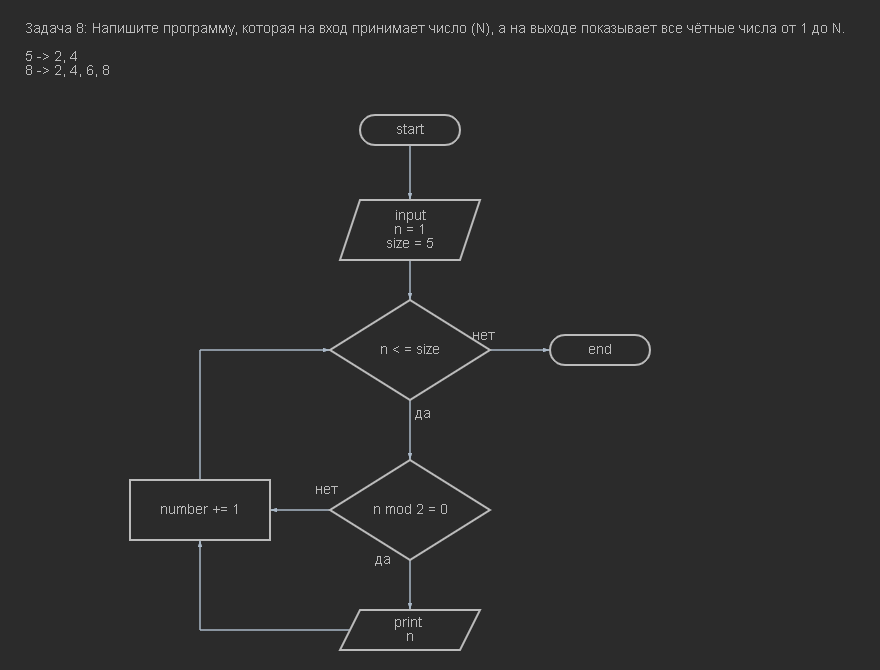 Задача 8: Напишите программу, которая на вход принимает число (N), а на выходе показывает все чётные числа от 1 до N.
5 -> 2, 4
8 -> 2, 4, 6, 8
start
input
n = 1
size = 5
n < = size
нет
end
да
нет
n mod 2 = 0
number += 1
да
print
n